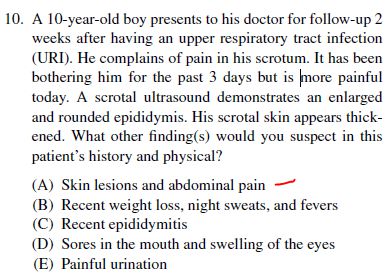 10. A 10-year-old boy presents to his doctor for follow-up 2
weeks after having an upper respiratory tract infection
(URI). He complains of pain in his scrotum. It has been
bothering him for the past 3 days but is more painful
today. A scrotal ultrasound demonstrates an enlarged
and rounded epididymis. His scrotal skin appears thick-
ened. What other finding(s) would you suspect in this
patient's history and physical?
(A) Skin lesions and abdominal pain
(B) Recent weight loss, night sweats, and fevers
(C) Recent epididymitis
(D) Sores in the mouth and swelling of the eyes
(E) Painful urination